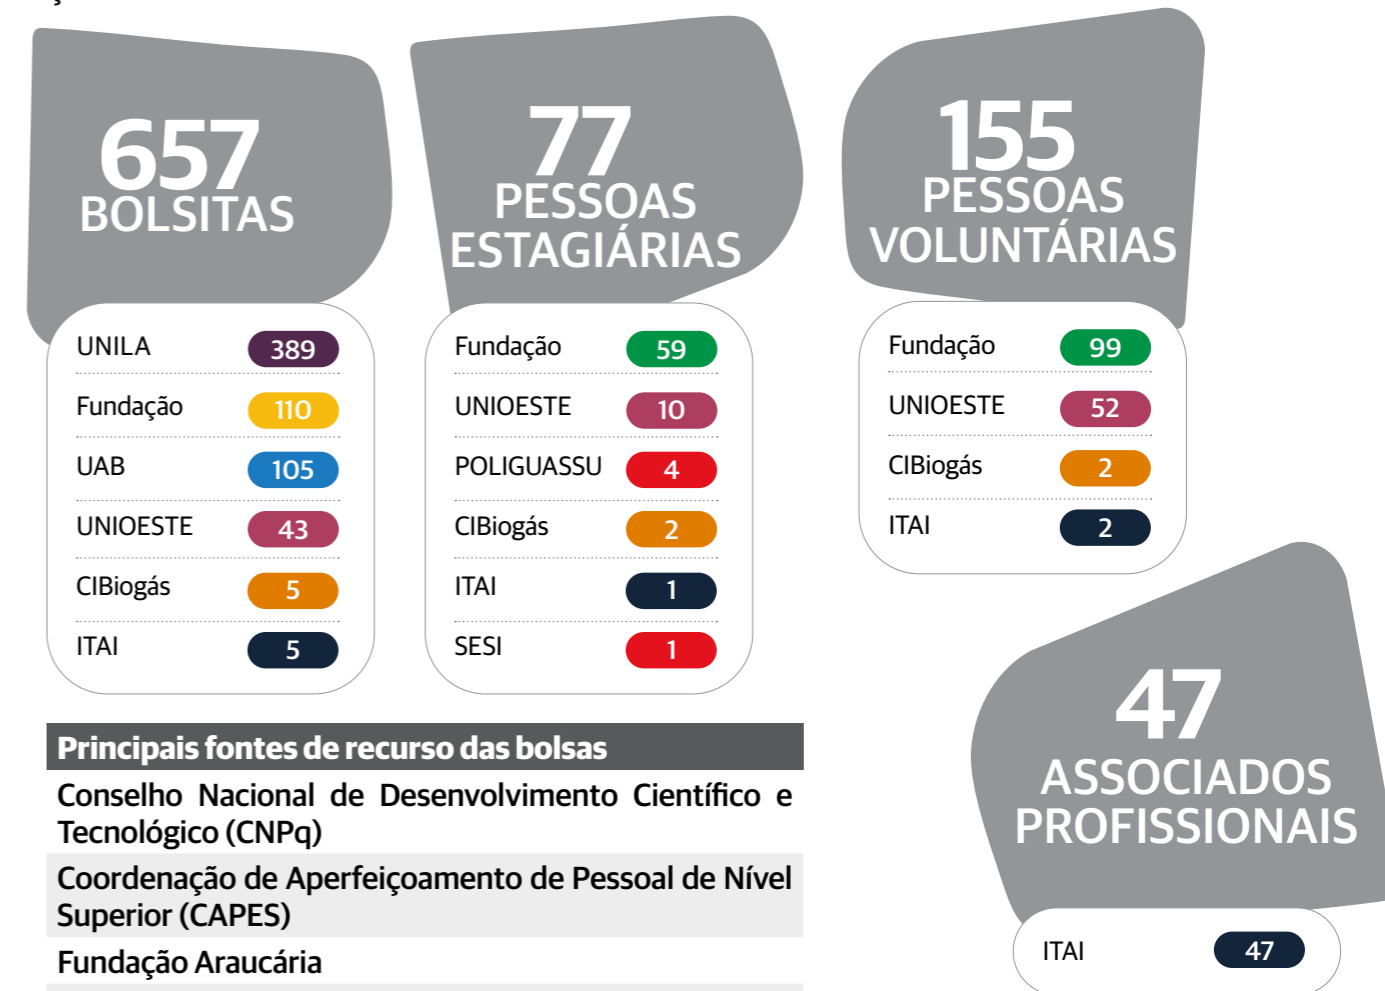 657
BOLSITAS
UNILA 389
Fundação 110
UAB 105
UNIOESTE 43
CIBiogás 5
ITAI 5
77
PESSOAS
ESTAGIÁRIAS
Fundação 59
UNIOESTE 10
POLIGUASSU 4
CIBiogás 2
ITAI 1
SESI 1
155
PESSOAS
VOLUNTÁRIAS
Fundação 99
UNIOESTE 52
CIBiogás 2
ITAI 2
47
ASSOCIADOS
PROFISSIONAIS
ITAI 47
Principais fontes de recurso das bolsas
Conselho Nacional de Desenvolvimento Científico e
Tecnológico (CNPq)
Coordenação de Aperfeiçoamento de Pessoal de Nível
Superior (CAPES)
Fundação Araucária